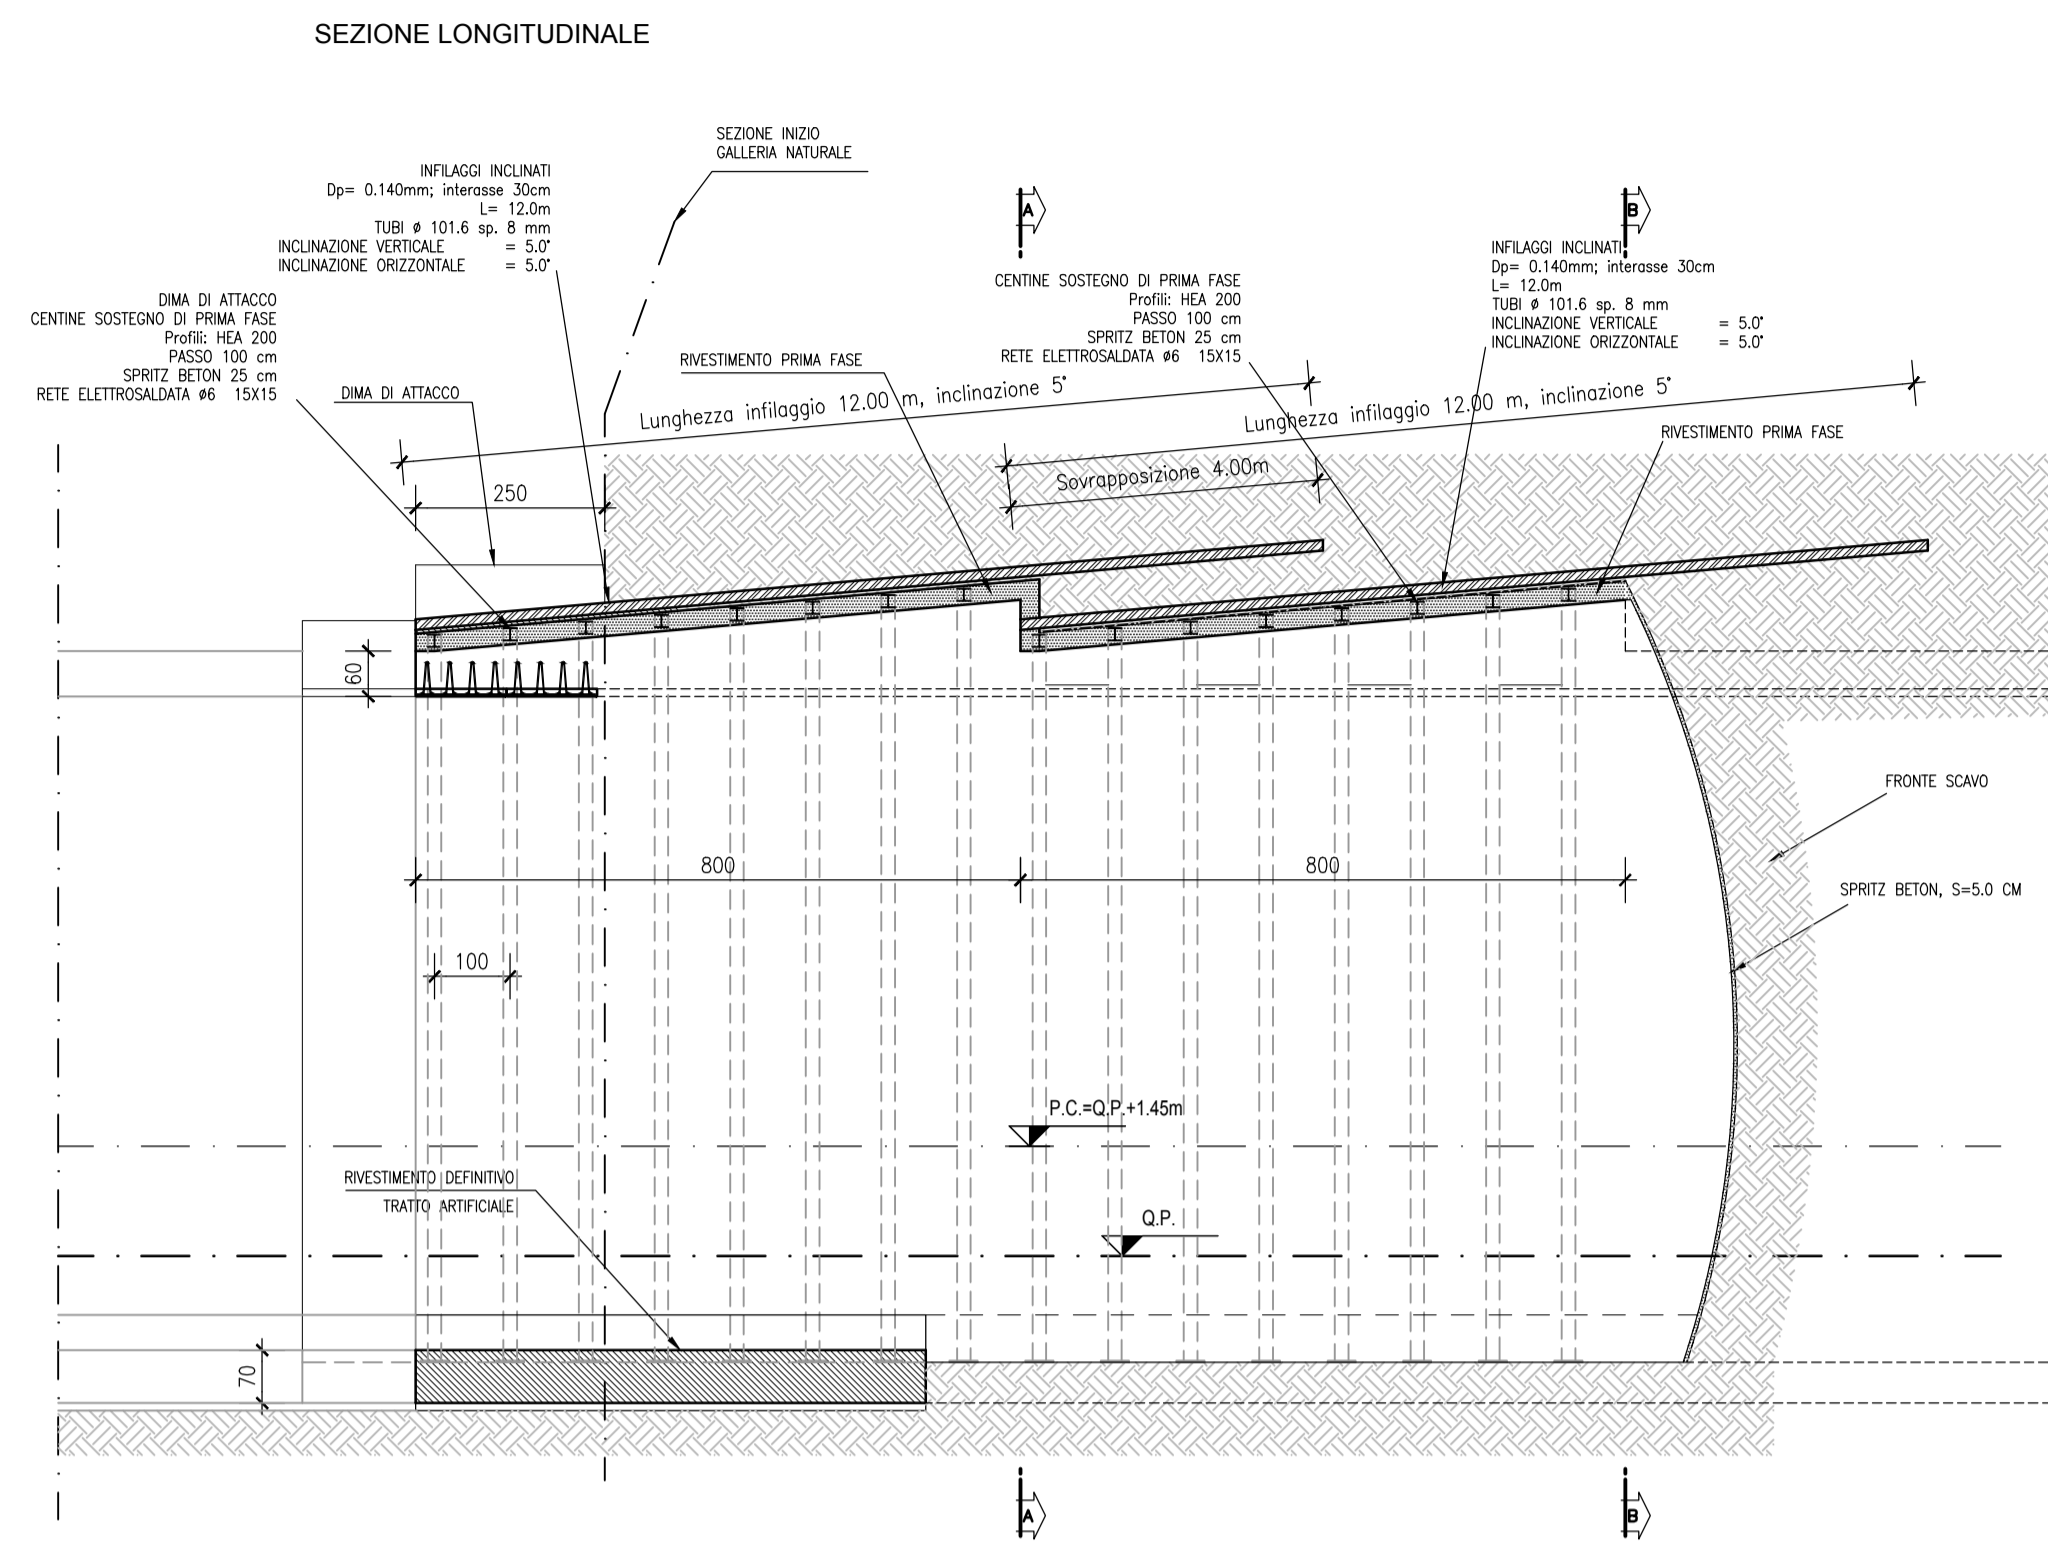 SEZIONE LONGITUDINALE
SEZIONE INIZIO
GALLERIA NATURALE
INFILAGGI INCLINATI
Dp= 0.140mm; interasse 30cm
L= 12.0m
TUBI ø 101.6 sp. 8 mm
INCLINAZIONE VERTICALE = 5.0°
INCLINAZIONE ORIZZONTALE = 5.0°
A
B
INFILAGGI INCLINATI
Dp= 0.140mm; interasse 30cm
L= 12.0m
TUBI ø 101.6 sp. 8 mm
INCLINAZIONE VERTICALE = 5.0°
INCLINAZIONE ORIZZONTALE = 5.0°
CENTINE SOSTEGNO DI PRIMA FASE
Profili: HEA 200
PASSO 100 cm
SPRITZ BETON 25 cm
RETE ELETTROSALDATA ø6 15X15
DIMA DI ATTACCO
CENTINE SOSTEGNO DI PRIMA FASE
Profili: HEA 200
PASSO 100 cm
SPRITZ BETON 25 cm
RETE ELETTROSALDATA ø6 15X15
RIVESTIMENTO PRIMA FASE
DIMA DI ATTACCO
Lunghezza infilaggio 12.00 m, inclinazione 5°
Lunghezza infilaggio 12.00 m, inclinazione 5°
RIVESTIMENTO PRIMA FASE
Sovrapposizione 4.00m
250
60
FRONTE SCAVO
800
800
SPRITZ BETON, S=5.0 CM
100
P.C.=Q.P.+1.45m
RIVESTIMENTO DEFINITIVO
TRATTO ARTIFICIALE
Q.P.
70
A
B